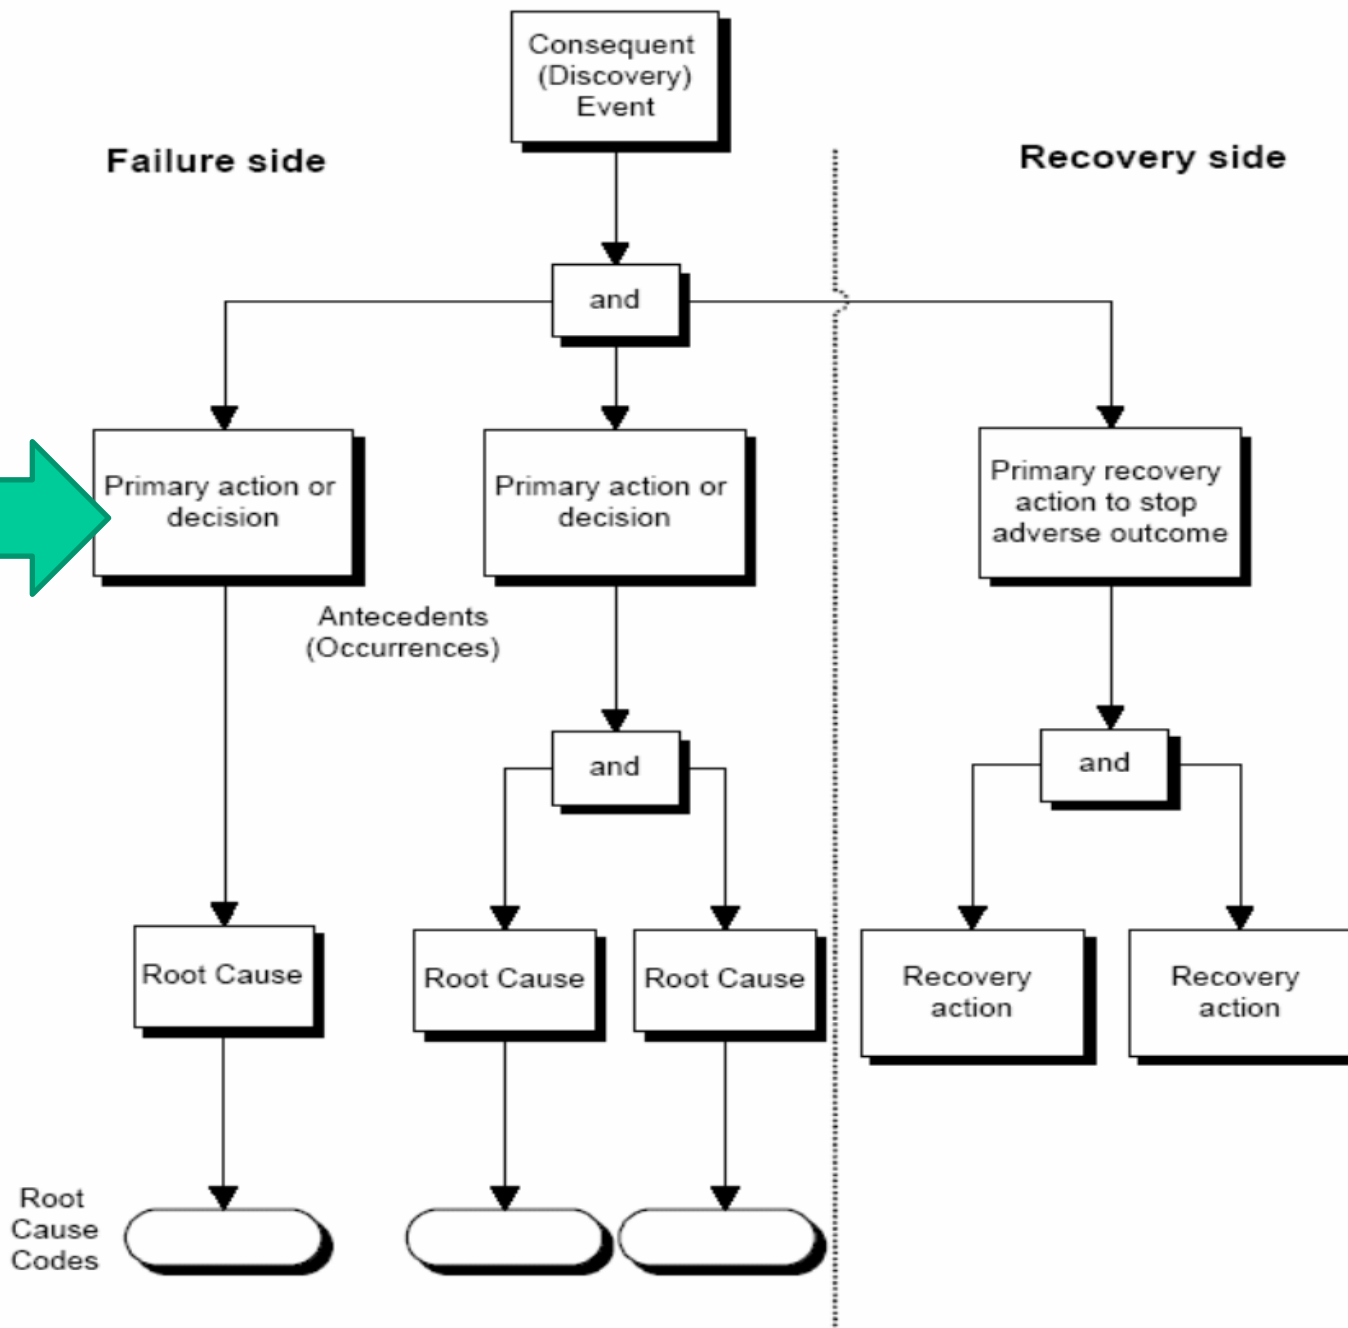 Consequent
(Discovery)
Event
Failure side
Recovery side
and
Primary action or
decision
Primary action or
decision
Primary recovery
action to stop
adverse outcome
Antecedents
(Occurrences)
and
and
Root Cause
Root Cause
Root Cause
Recovery
action
Recovery
action
Root
Cause
Codes